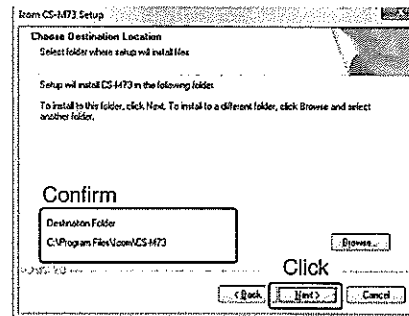 Icom CS-M73 Setup
Choose Destination Location
Select folder where setup will install files
Setup will install CS-M73 in the following folder.
To install to this folder, click Next. To install to a different folder, click Browse and select
another folder.
Confirm
Destination Folder
C:\Program Files\Icom\CS-M73
Browse...
Click
< Back
Next >
Cancel